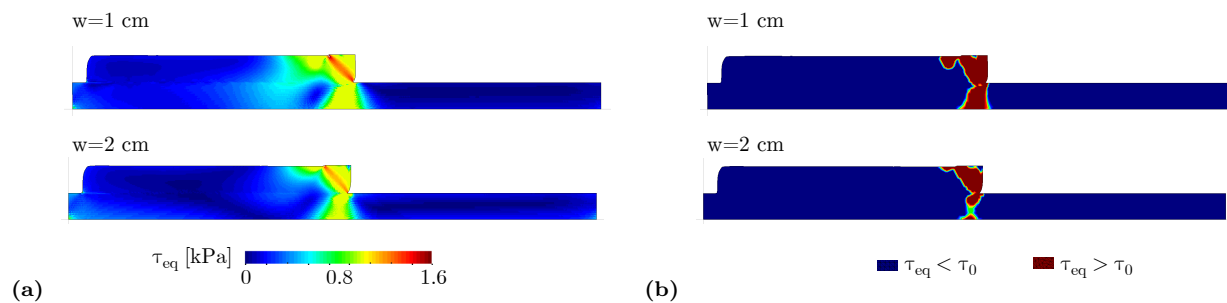 w=1 cm
w=1 cm
w=2 cm
w=2 cm
τeq [kPa]
0 0.8 1.6
τeq < τ0 τeq > τ0
(a) (b)